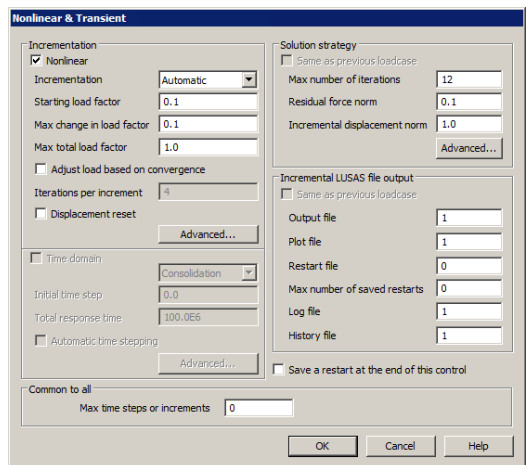 Nonlinear & Transient
Incrementation
Nonlinear
Incrementation Automatic
Starting load factor 0.1
Max change in load factor 0.1
Max total load factor 1.0
Adjust load based on convergence
Iterations per increment 4
Displacement reset
Advanced...
Time domain
Consolidation
Initial time step 0.0
Total response time 100.0E6
Automatic time stepping
Advanced...
Solution strategy
Same as previous loadcase
Max number of iterations 12
Residual force norm 0.1
Incremental displacement norm 1.0
Advanced...
Incremental LUSAS file output
Same as previous loadcase
Output file 1
Plot file 1
Restart file 0
Max number of saved restarts 0
Log file 1
History file 1
Save a restart at the end of this control
Common to all
Max time steps or increments 0
OK Cancel Help